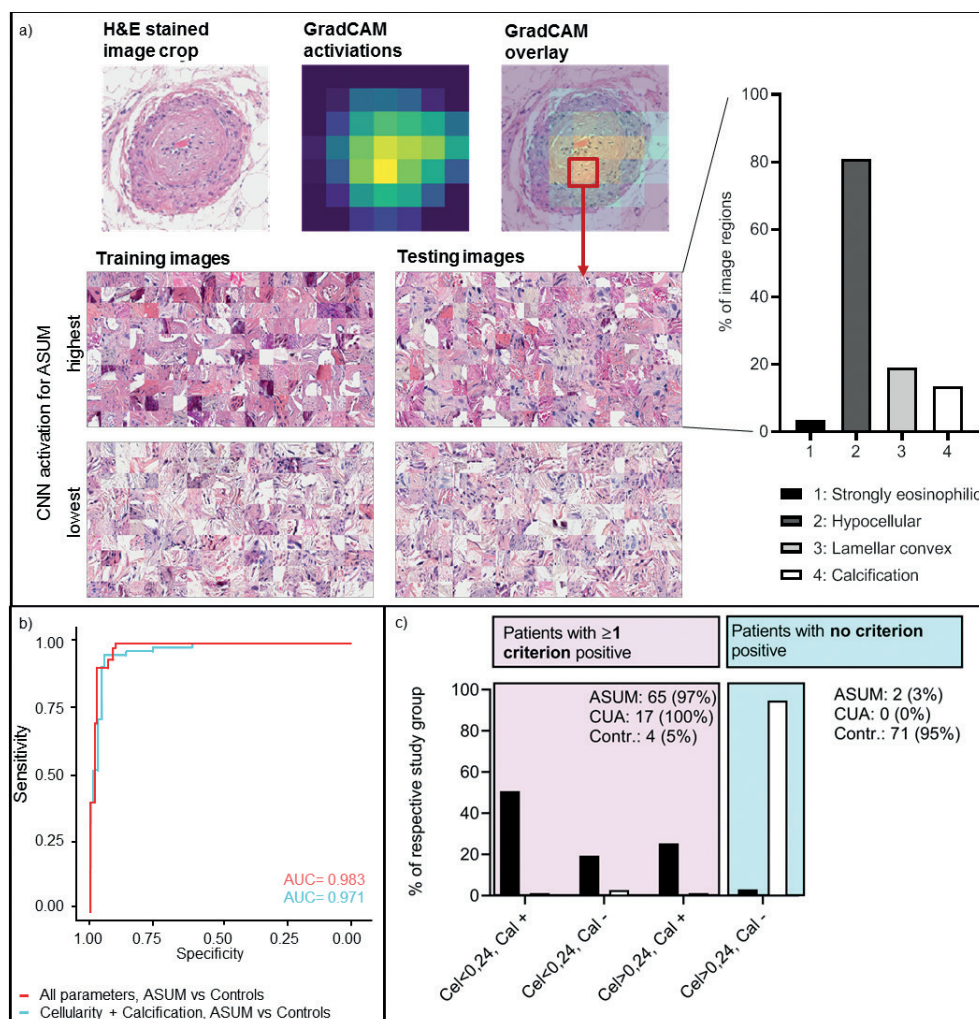 a)
H&E stained
image crop
GradCAM
activiations
GradCAM
overlay
Training images
Testing images
CNN activation for ASUM
highest
lowest
% of image regions
100
80
60
40
20
0
1
2
3
4
1: Strongly eosinophilic
2: Hypocellular
3: Lamellar convex
4: Calcification
b)
Sensitivity
1.00
0.75
0.50
0.25
0.00
AUC= 0.983
AUC= 0.971
1.00
0.75
0.50
0.25
0.00
Specificity
All parameters, ASUM vs Controls
Cellularity + Calcification, ASUM vs Controls
c)
Patients with ≥1
criterion positive
Patients with no criterion
positive
% of respective study group
100
80
60
40
20
0
ASUM: 65 (97%)
CUA: 17 (100%)
Contr.: 4 (5%)
ASUM: 2 (3%)
CUA: 0 (0%)
Contr.: 71 (95%)
Cel<0,24, Cal +
Cel<0,24, Cal -
Cel>0,24, Cal +
Cel>0,24, Cal -